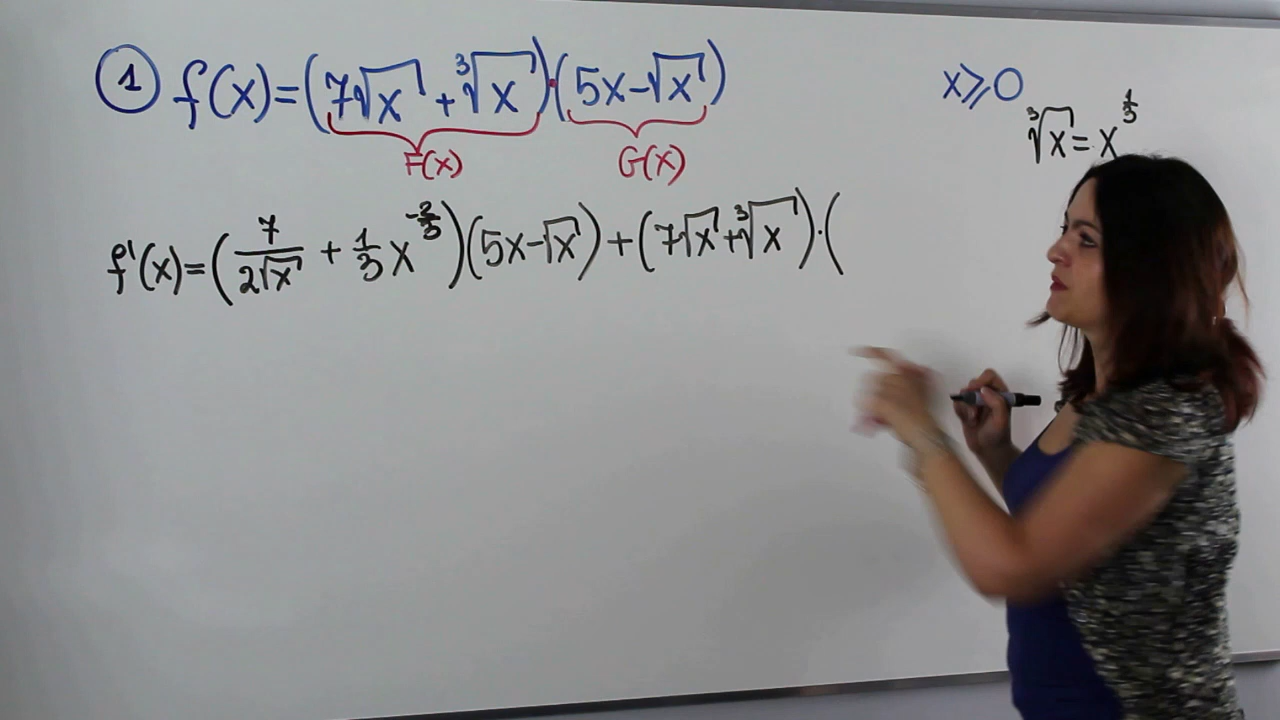 ① f(x)=(7√x + ∛x)·(5x-√x)
F(x) G(x)
x⩾0
∛x = x^(1/3)
f'(x)=(7/(2√x) + 1/3 x^(-2/3))(5x-√x)+(7√x+∛x)·(